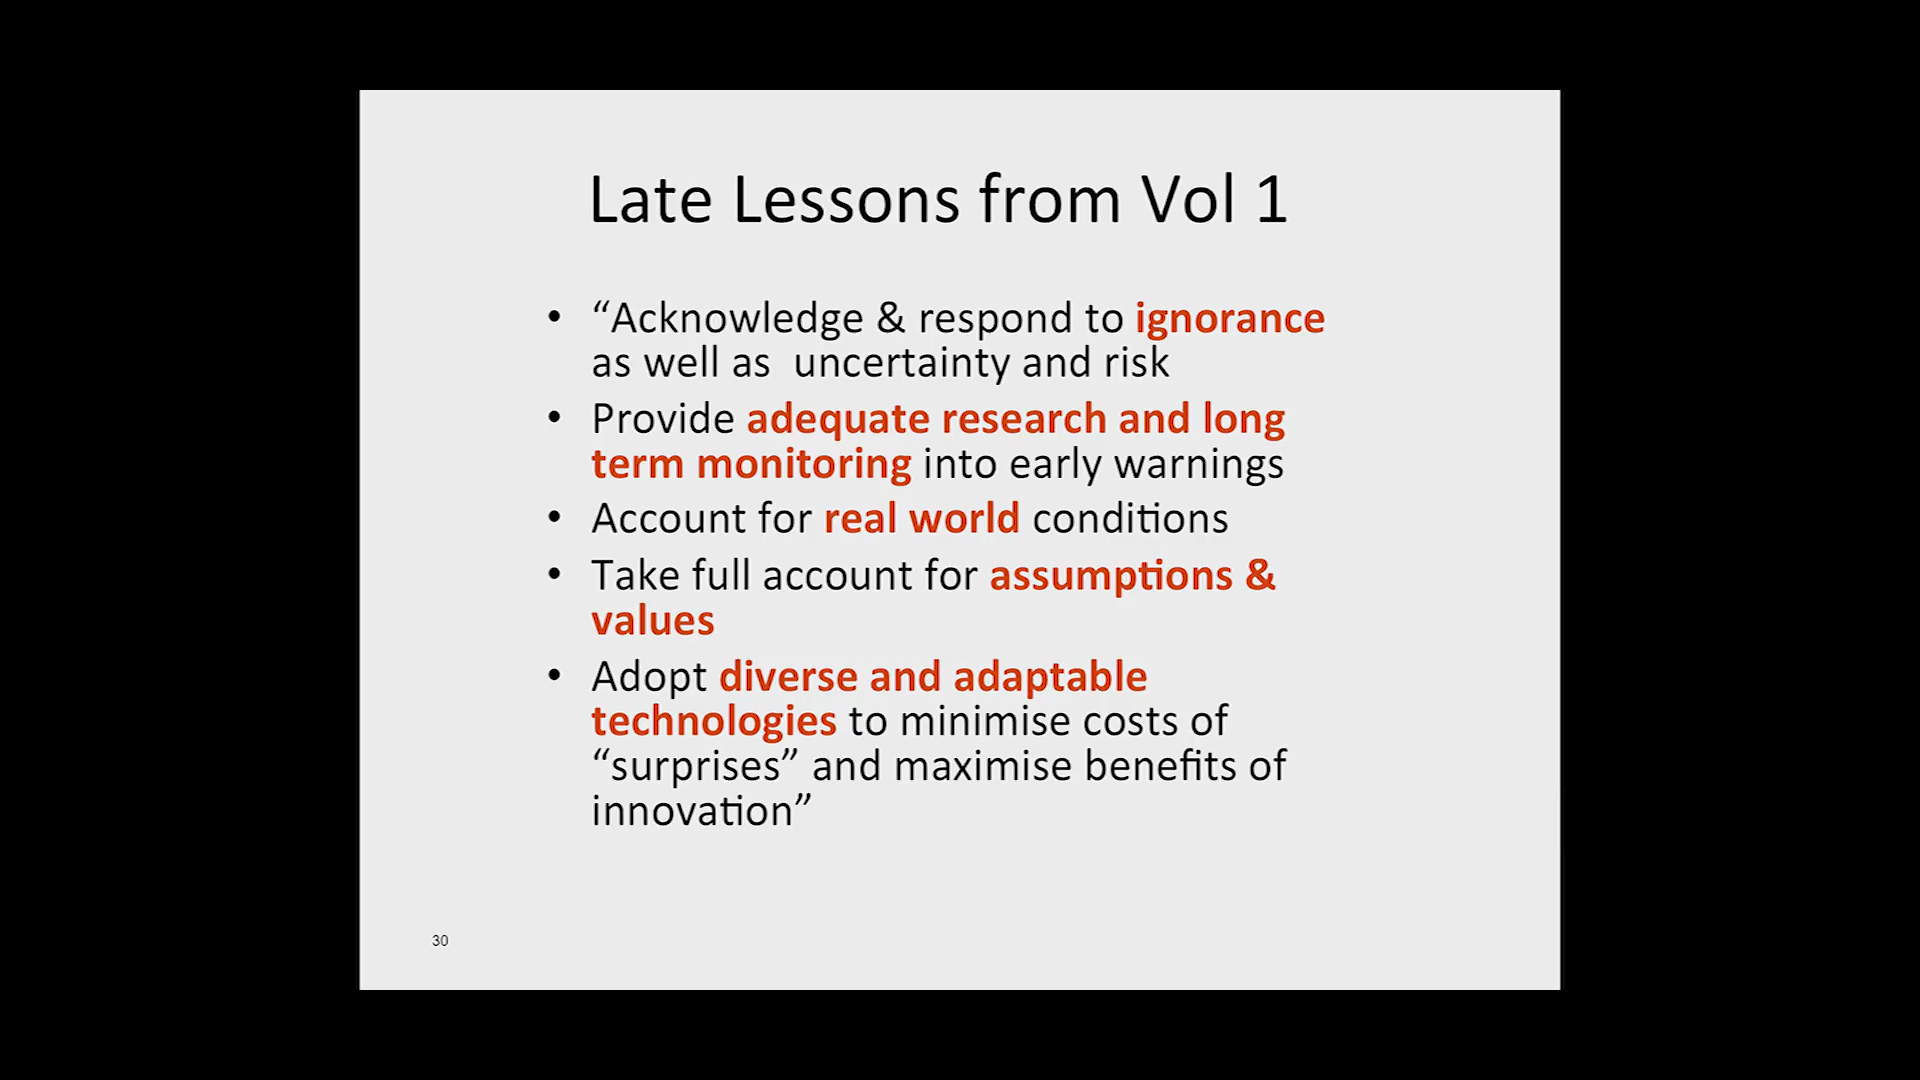 Late Lessons from Vol 1
• “Acknowledge & respond to ignorance
as well as  uncertainty and risk
• Provide adequate research and long
term monitoring into early warnings
• Account for real world conditions
• Take full account for assumptions &
values
• Adopt diverse and adaptable
technologies to minimise costs of
“surprises” and maximise benefits of
innovation”
30